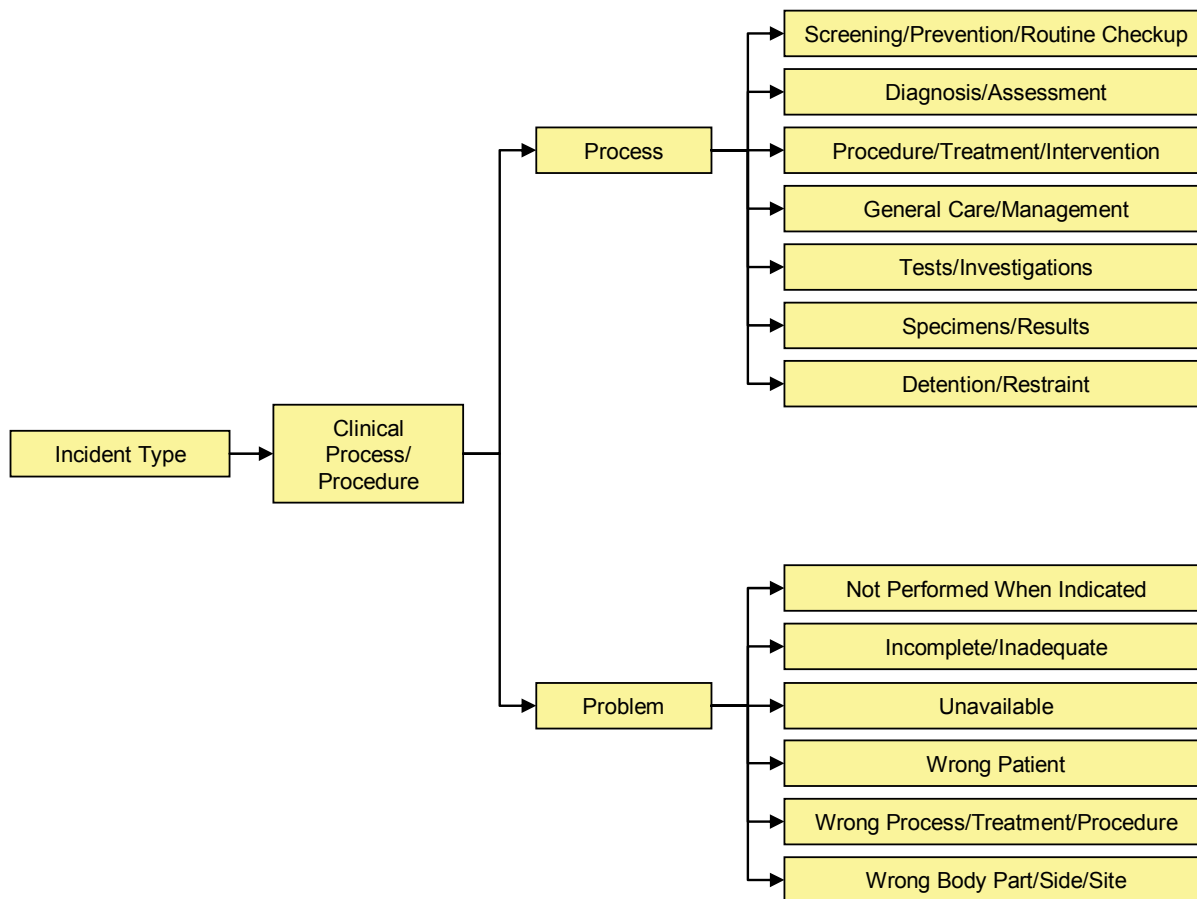 Screening/Prevention/Routine Checkup
Diagnosis/Assessment
Process
Procedure/Treatment/Intervention
General Care/Management
Tests/Investigations
Specimens/Results
Detention/Restraint
Incident Type
Clinical
Process/
Procedure
Not Performed When Indicated
Incomplete/Inadequate
Problem
Unavailable
Wrong Patient
Wrong Process/Treatment/Procedure
Wrong Body Part/Side/Site